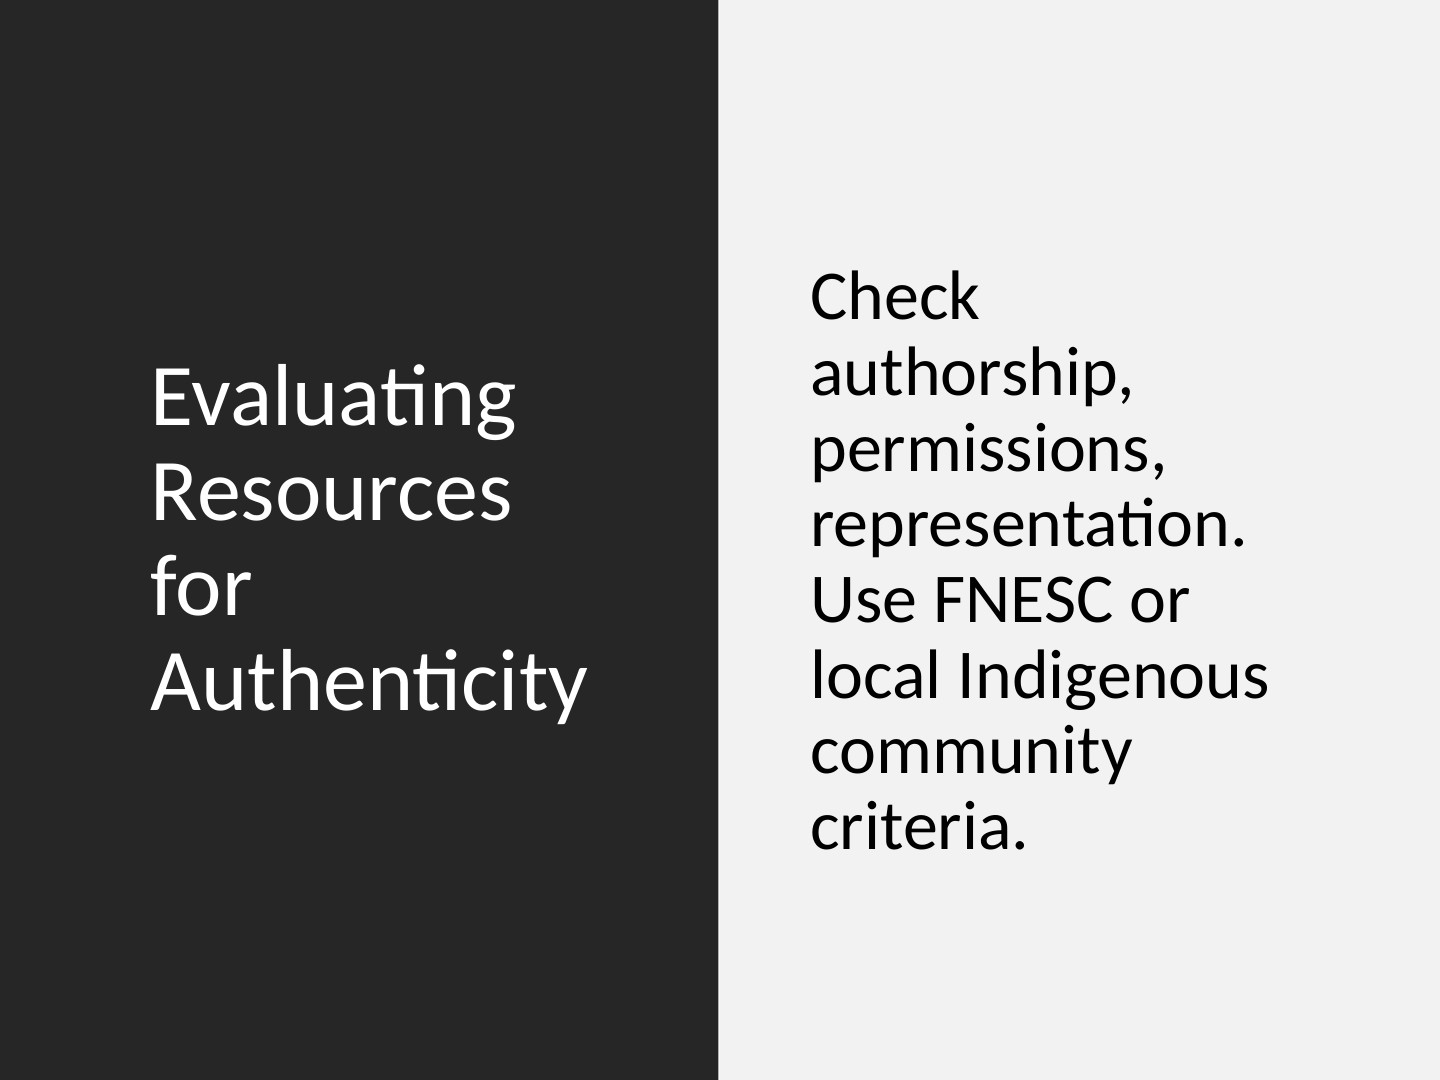 Evaluating
Resources
for
Authenticity
Check
authorship,
permissions,
representation.
Use FNESC or
local Indigenous
community
criteria.